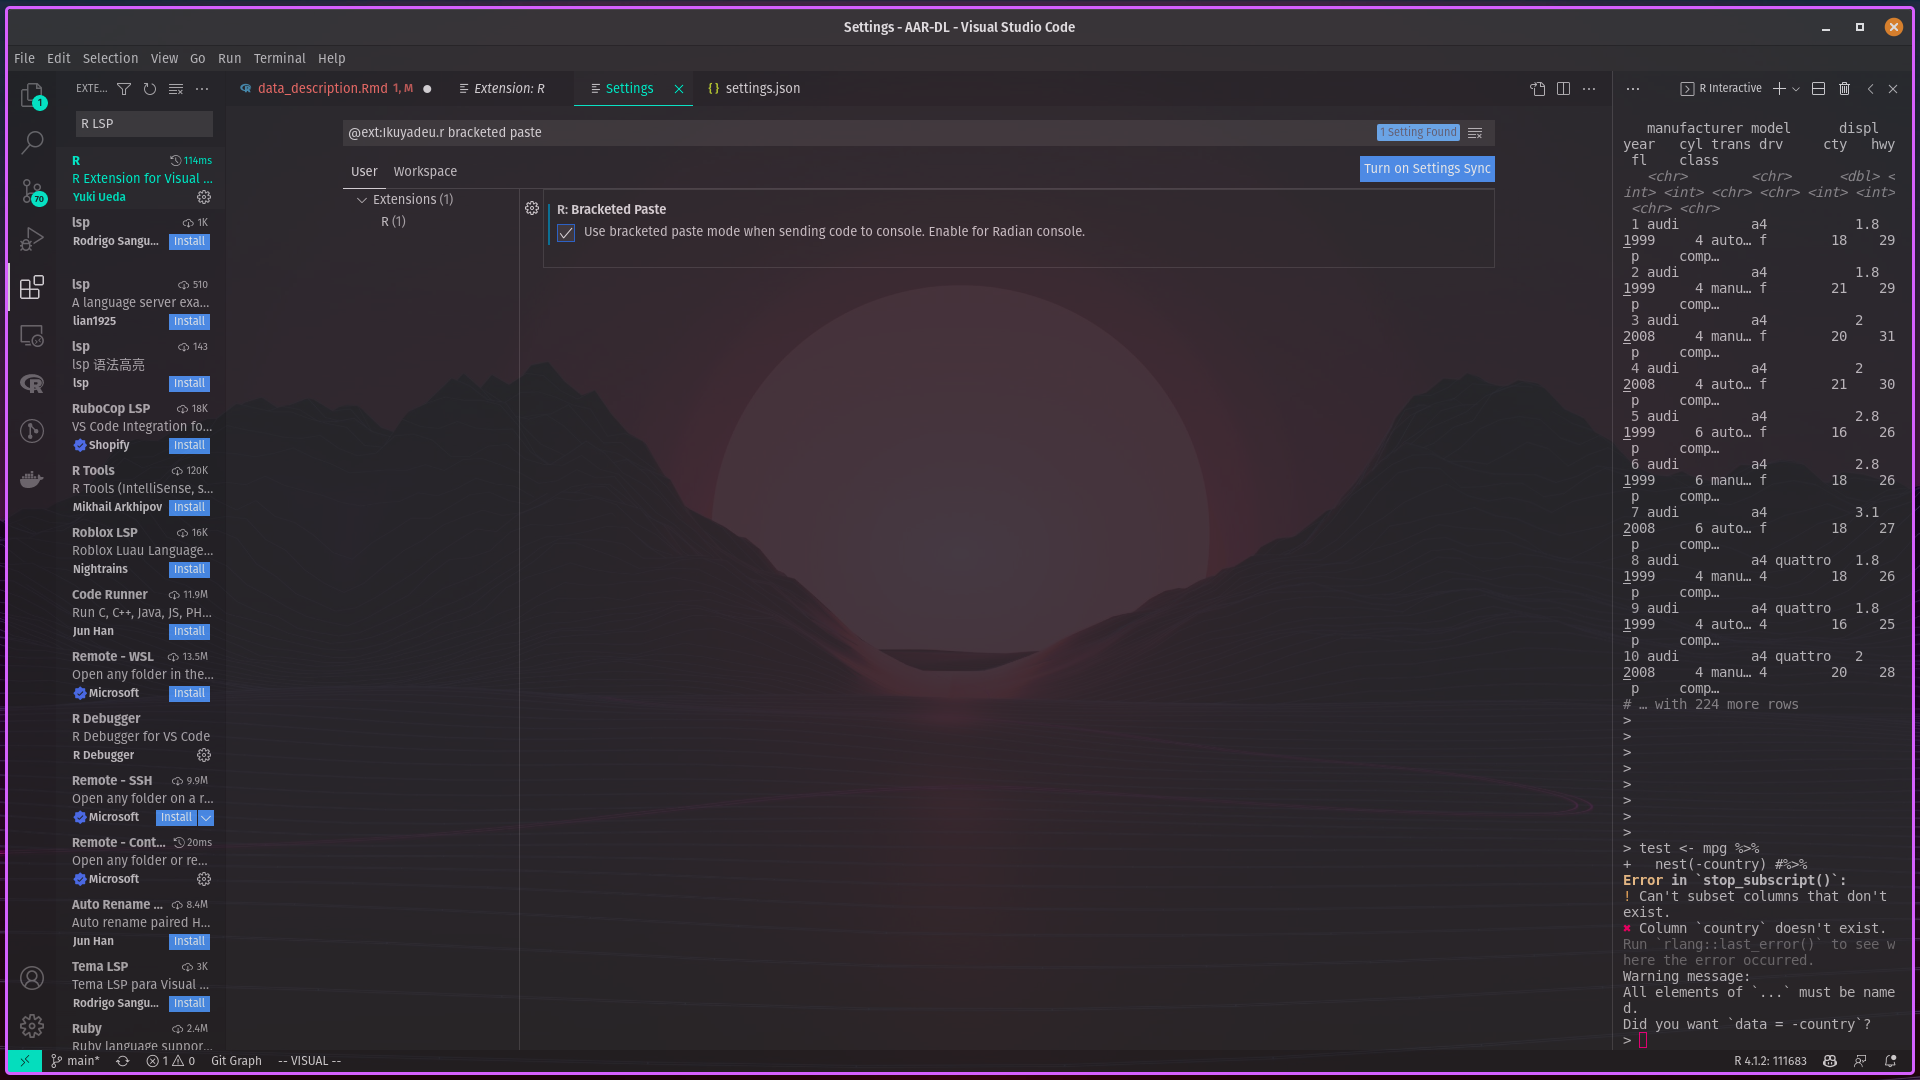 Settings - AAR-DL - Visual Studio Code
File Edit Selection View Go Run Terminal Help
EXTE...
R LSP
R 114ms
R Extension for Visual ...
Yuki Ueda
lsp 1K
Rodrigo Sangu... Install
lsp 510
A language server exa...
lian1925 Install
lsp 143
lsp 语法高亮
lsp Install
RuboCop LSP 18K
VS Code Integration fo...
Shopify Install
R Tools 120K
R Tools (IntelliSense, s...
Mikhail Arkhipov Install
Roblox LSP 16K
Roblox Luau Language...
Nightrains Install
Code Runner 11.9M
Run C, C++, Java, JS, PH...
Jun Han Install
Remote - WSL 13.5M
Open any folder in the...
Microsoft Install
R Debugger
R Debugger for VS Code
R Debugger
Remote - SSH 9.9M
Open any folder on a r...
Microsoft Install
Remote - Cont... 20ms
Open any folder or re...
Microsoft
Auto Rename ... 8.4M
Auto rename paired H...
Jun Han Install
Tema LSP 3K
Tema LSP para Visual ...
Rodrigo Sangu... Install
Ruby 2.4M
Ruby language suppor...
1
70
data_description.Rmd 1, M
Extension: R
Settings
{} settings.json
@ext:Ikuyadeu.r bracketed paste
1 Setting Found
User Workspace
Turn on Settings Sync
Extensions (1)
R (1)
R: Bracketed Paste
Use bracketed paste mode when sending code to console. Enable for Radian console.
R Interactive
manufacturer model displ
year cyl trans drv cty hwy
fl class
<chr> <chr> <dbl> <
int> <int> <chr> <chr> <int> <int>
<chr> <chr>
1 audi a4 1.8
1999 4 auto… f 18 29
p comp…
2 audi a4 1.8
1999 4 manu… f 21 29
p comp…
3 audi a4 2
2008 4 manu… f 20 31
p comp…
4 audi a4 2
2008 4 auto… f 21 30
p comp…
5 audi a4 2.8
1999 6 auto… f 16 26
p comp…
6 audi a4 2.8
1999 6 manu… f 18 26
p comp…
7 audi a4 3.1
2008 6 auto… f 18 27
p comp…
8 audi a4 quattro 1.8
1999 4 manu… 4 18 26
p comp…
9 audi a4 quattro 1.8
1999 4 auto… 4 16 25
p comp…
10 audi a4 quattro 2
2008 4 manu… 4 20 28
p comp…
# … with 224 more rows
>
>
>
>
>
>
>
>
> test <- mpg %>%
+ nest(-country) #%>%
Error in `stop_subscript()`:
! Can't subset columns that don't
exist.
✖ Column `country` doesn't exist.
Run `rlang::last_error()` to see w
here the error occurred.
Warning message:
All elements of `...` must be name
d.
Did you want `data = -country`?
>
main* 1 0 Git Graph -- VISUAL --
R 4.1.2: 111683